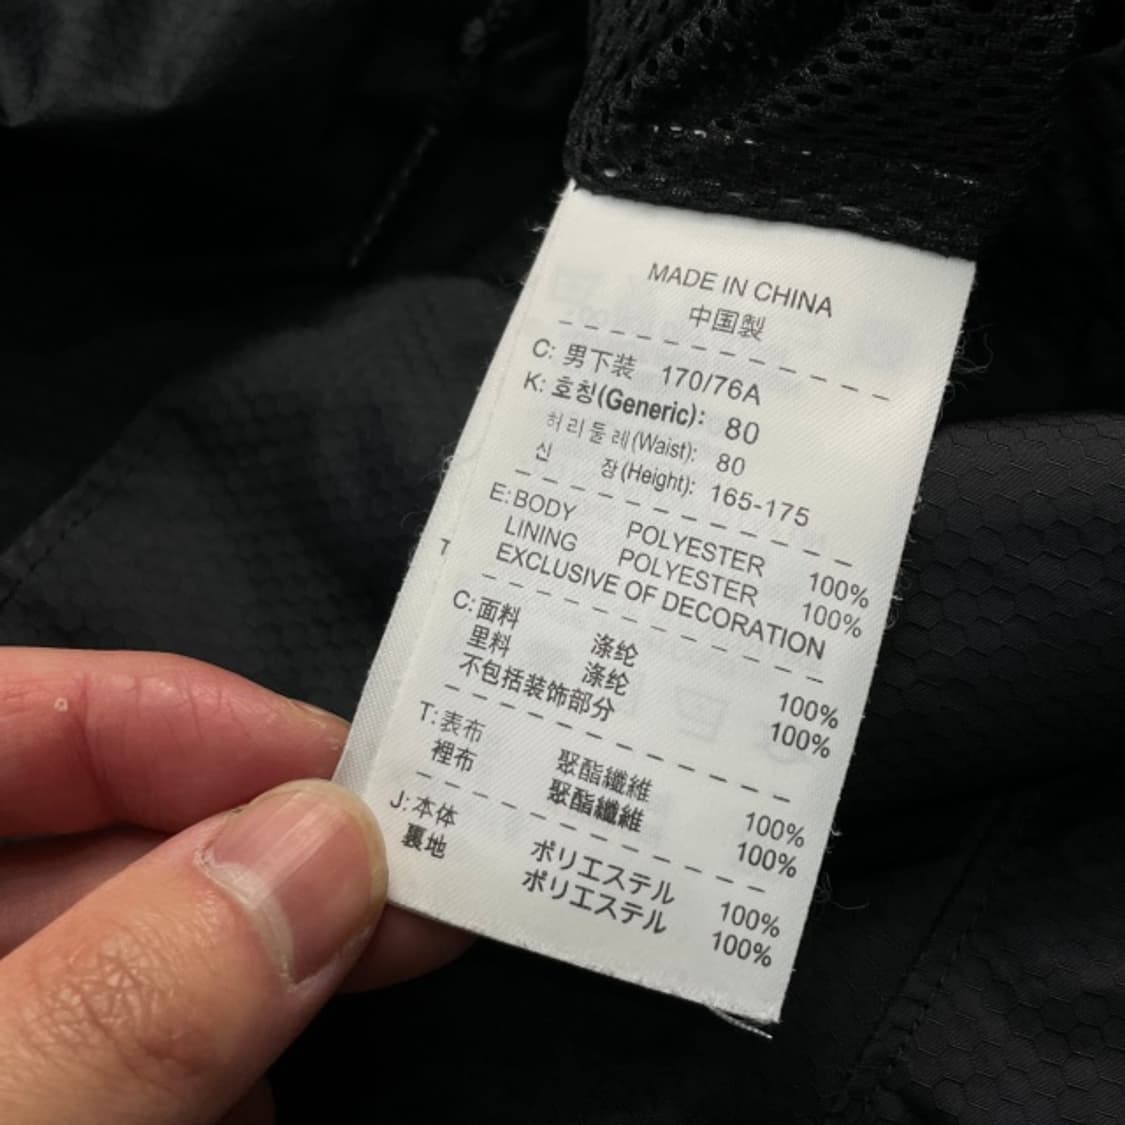 MADE IN CHINA
中国製
C: 男下装 170/76A
K: 호칭(Generic): 80
허리둘레(Waist): 80
신 장(Height): 165-175
E: BODY POLYESTER 100%
LINING POLYESTER 100%
EXCLUSIVE OF DECORATION
C: 面料 涤纶 100%
里料 涤纶 100%
不包括装饰部分
T: 表布 聚酯纖維 100%
裡布 聚酯纖維 100%
J: 本体 ポリエステル 100%
裏地 ポリエステル 100%
T